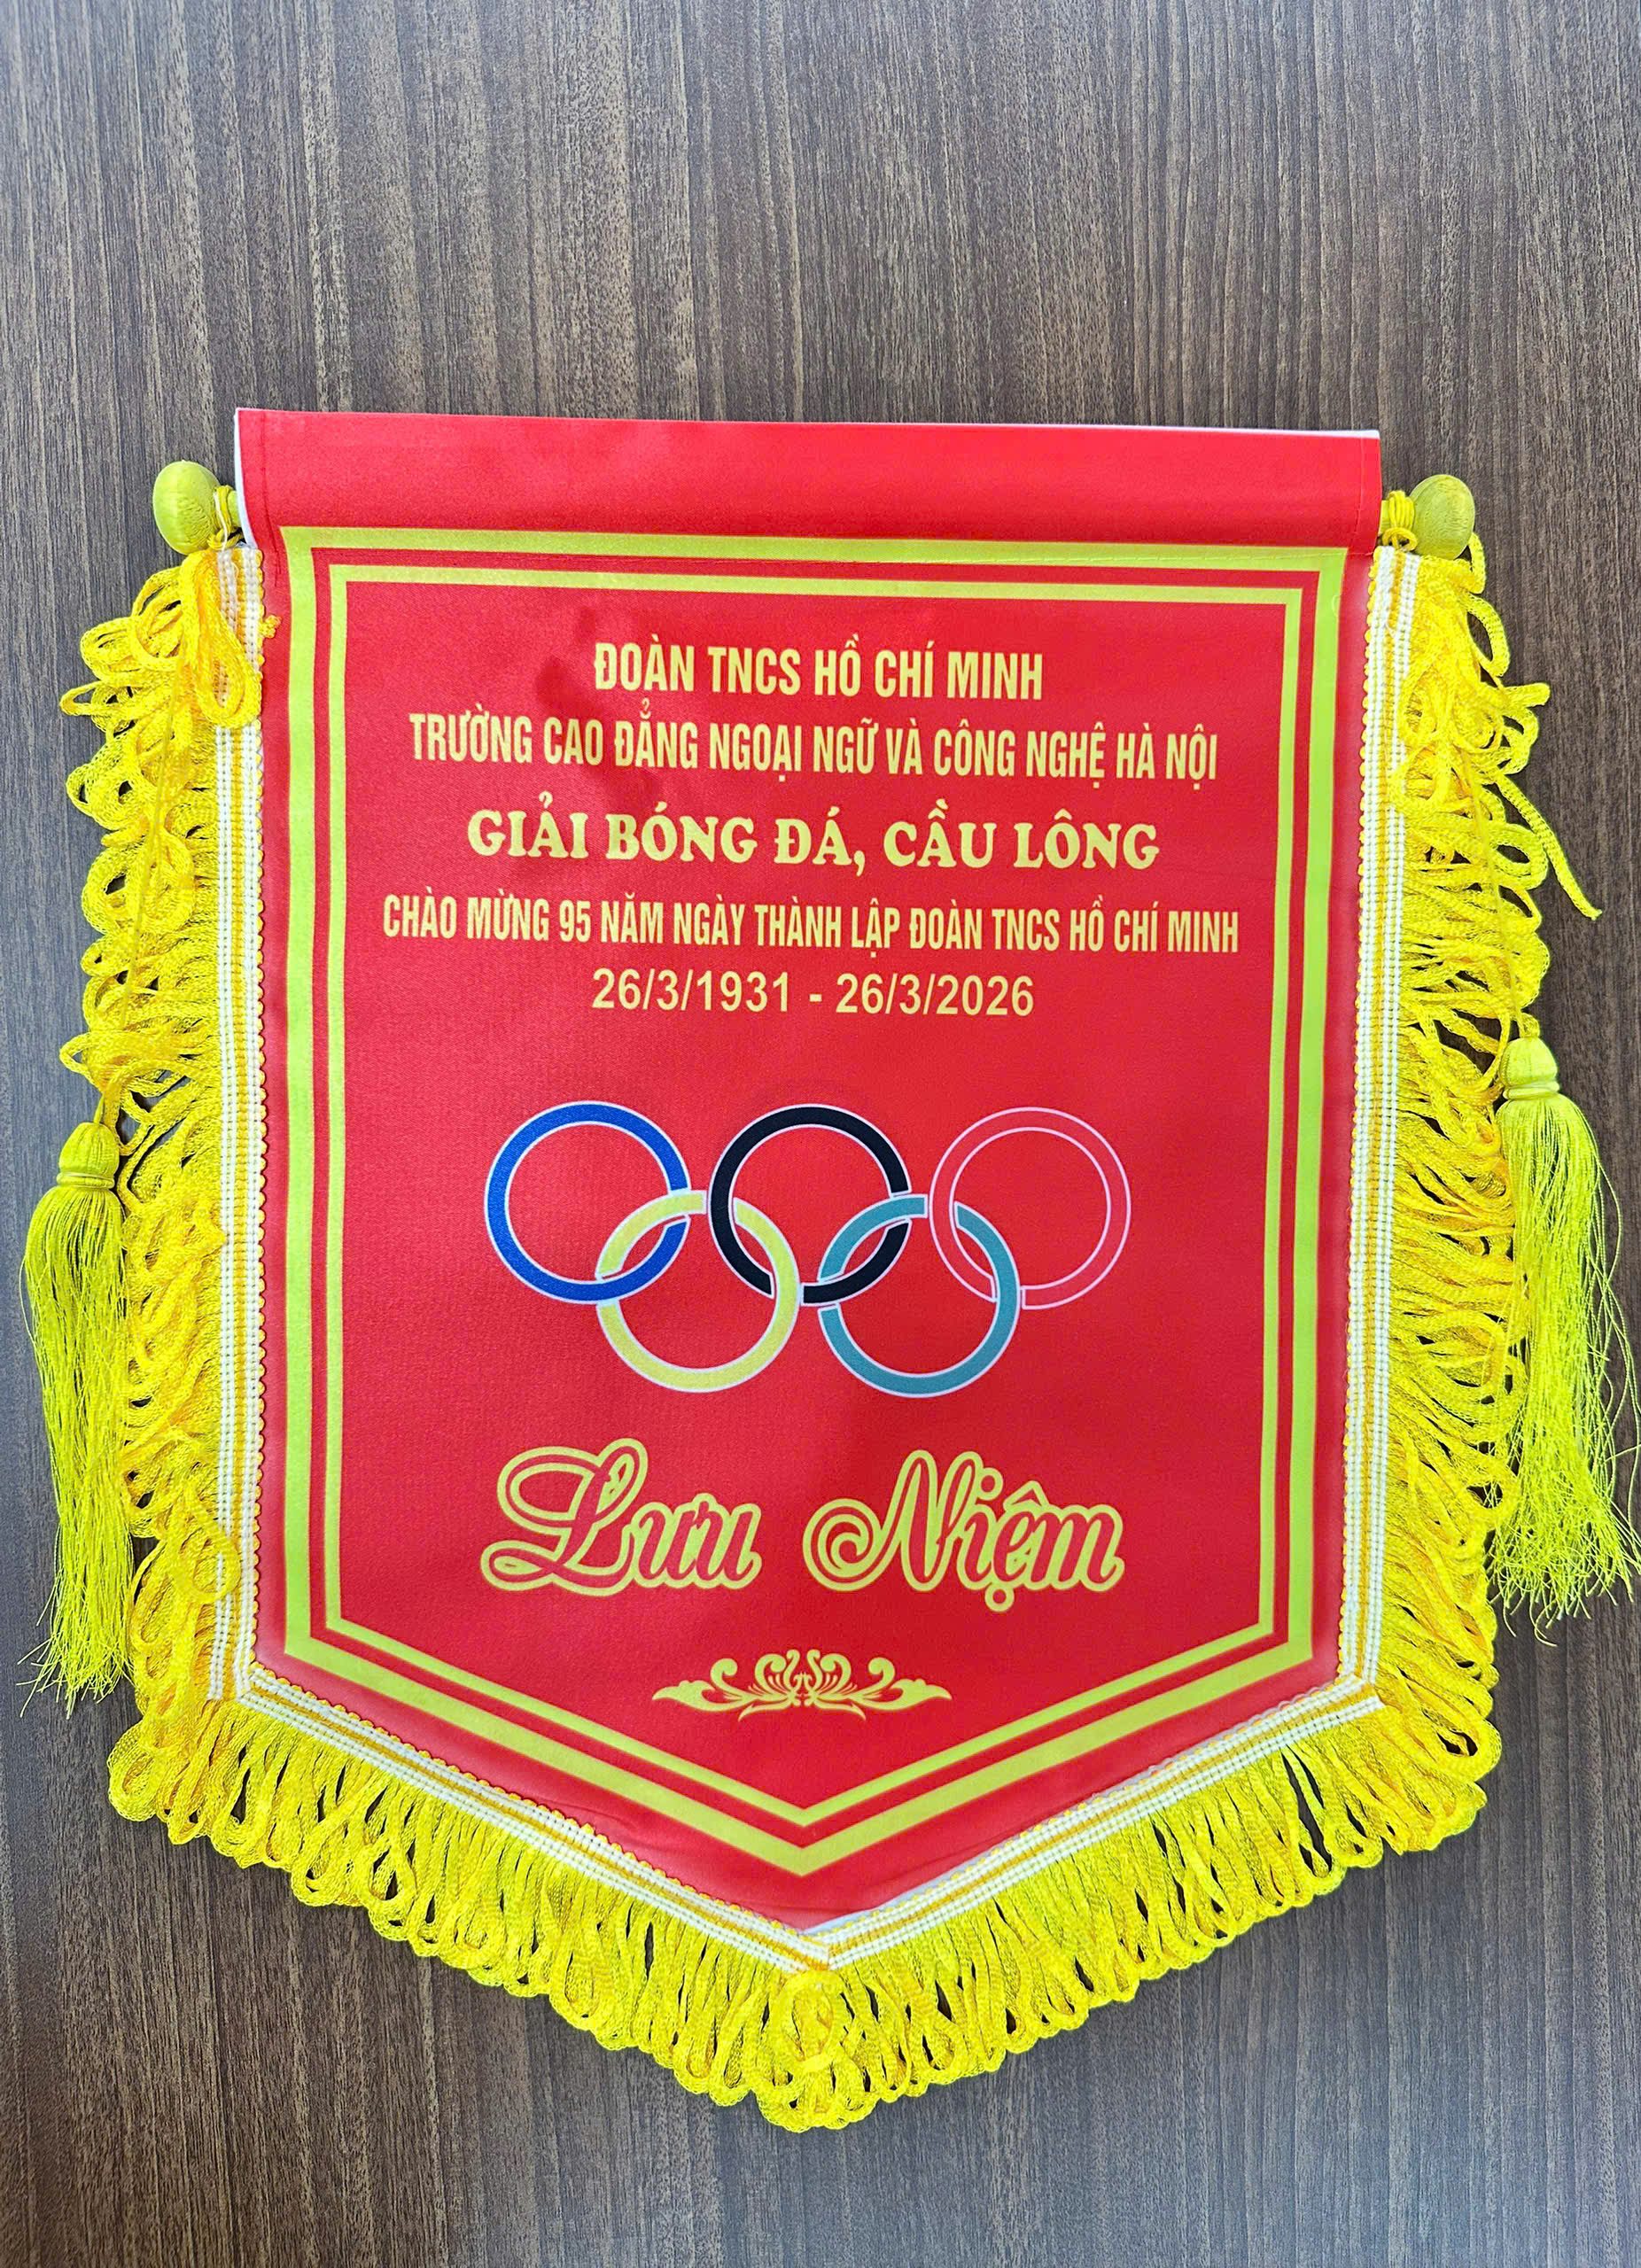 ĐOÀN TNCS HỒ CHÍ MINH
TRƯỜNG CAO ĐẲNG NGOẠI NGỮ VÀ CÔNG NGHỆ HÀ NỘI
GIẢI BÓNG ĐÁ, CẦU LÔNG
CHÀO MỪNG 95 NĂM NGÀY THÀNH LẬP ĐOÀN TNCS HỒ CHÍ MINH
26/3/1931 - 26/3/2026
Lưu Niệm